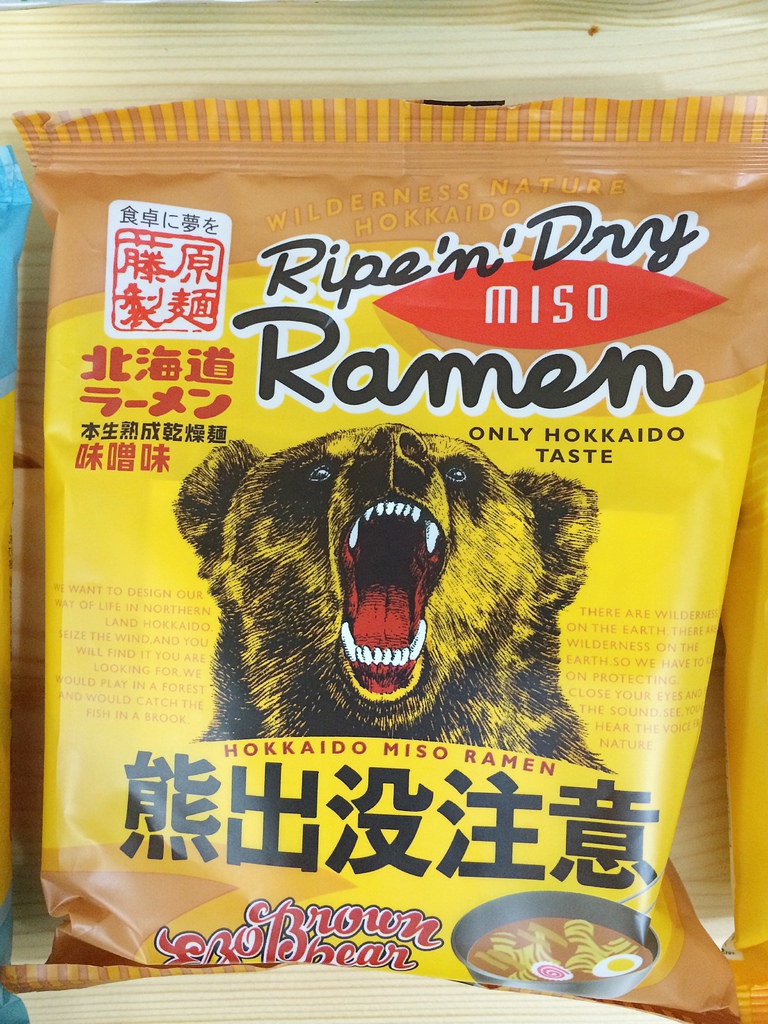 食卓に夢を
藤原
製麺
北海道
ラーメン
本生熟成乾燥麺
味噌味
WILDERNESS NATURE
HOKKAIDO
Ripe'n'Dry
MISO
Ramen
ONLY HOKKAIDO
TASTE
WE WANT TO DESIGN OUR
WAY OF LIFE IN NORTHERN
LAND HOKKAIDO.
SEIZE THE WIND,AND YOU
WILL FIND IT YOU ARE
LOOKING FOR.WE
WOULD PLAY IN A FOREST
AND WOULD CATCH THE
FISH IN A BROOK.
THERE ARE WILDERNESS
ON THE EARTH.THERE
WILDERNESS ON THE
EARTH.SO WE HAVE TO
ON PROTECTING.
CLOSE YOUR EYES AND
THE SOUND.SEE,YOU
HEAR THE VOICE
NATURE
HOKKAIDO MISO RAMEN
熊出没注意
Ezo Brown
bear